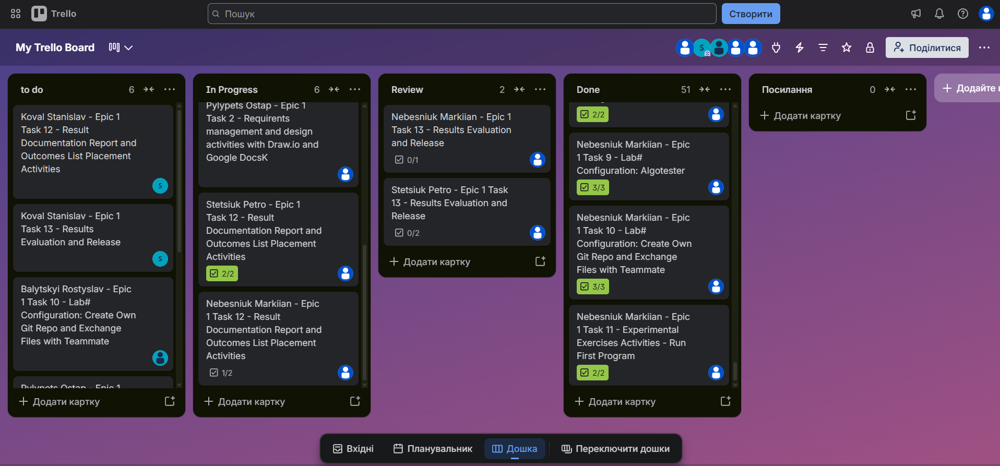 Trello
Пошук
Створити
My Trello Board
S
Поділитися
to do
6
Koval Stanislav - Epic 1
Task 12 - Result
Documentation Report and
Outcomes List Placement
Activities
S
Koval Stanislav - Epic 1
Task 13 - Results
Evaluation and Release
S
Balytskyi Rostyslav - Epic
1 Task 10 - Lab#
Configuration: Create Own
Git Repo and Exchange
Files with Teammate
Pylypets Ostap - Epic 1
Додати картку
In Progress
6
Pylypets Ostap - Epic 1
Task 2 - Requirents
management and design
activities with Draw.io and
Google DocsK
Stetsiuk Petro - Epic 1
Task 12 - Result
Documentation Report and
Outcomes List Placement
Activities
2/2
Nebesniuk Markiian - Epic
1 Task 12 - Result
Documentation Report and
Outcomes List Placement
Activities
1/2
Додати картку
Review
2
Nebesniuk Markiian - Epic 1
Task 13 - Results Evaluation
and Release
0/1
Stetsiuk Petro - Epic 1 Task
13 - Results Evaluation and
Release
0/2
Додати картку
Done
51
2/2
Nebesniuk Markiian - Epic
1 Task 9 - Lab#
Configuration: Algotester
3/3
Nebesniuk Markiian - Epic
1 Task 10 - Lab#
Configuration: Create Own
Git Repo and Exchange
Files with Teammate
3/3
Nebesniuk Markiian - Epic
1 Task 11 - Experimental
Exercises Activities - Run
First Program
2/2
Додати картку
Посилання
0
Додати картку
Додайте
Вхідні
Планувальник
Дошка
Переключити дошки